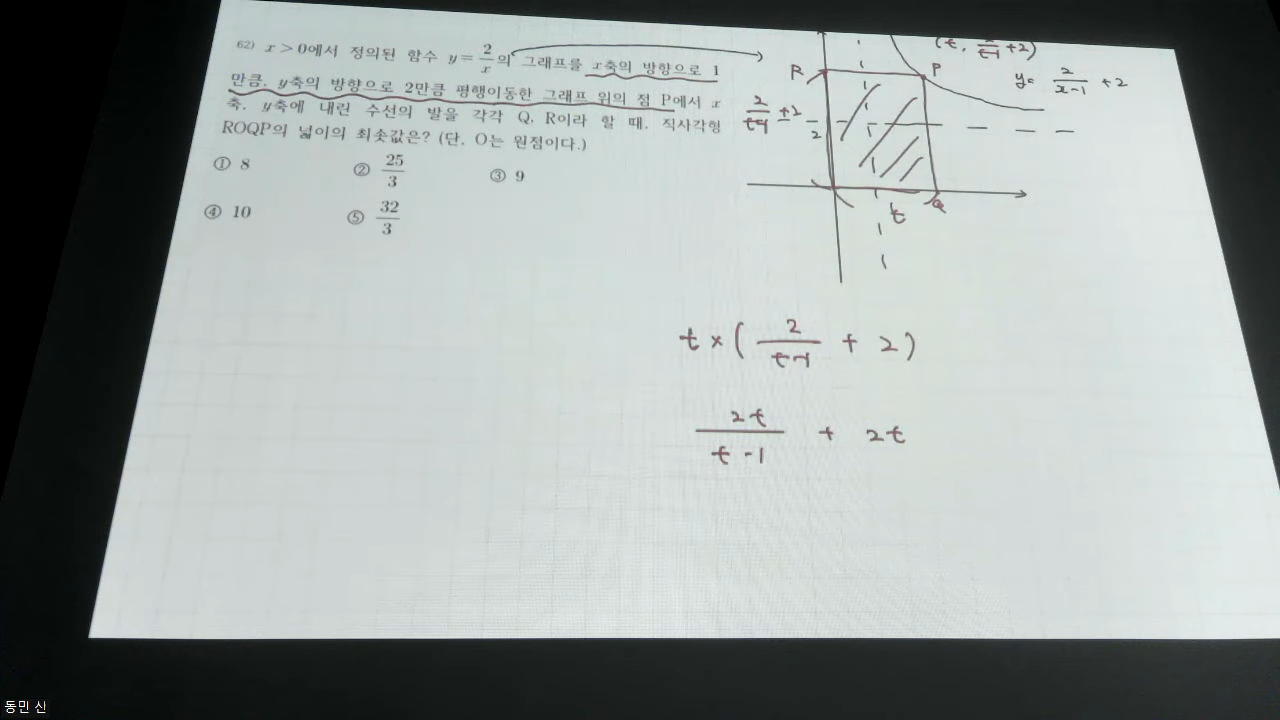 62) x>0에서 정의된 함수 y=2/x의 그래프를 x축의 방향으로 1
만큼, y축의 방향으로 2만큼 평행이동한 그래프 위의 점 P에서 x
축, y축에 내린 수선의 발을 각각 Q, R이라 할 때, 직사각형
ROQP의 넓이의 최솟값은? (단, O는 원점이다.)
① 8 ② 25/3 ③ 9
④ 10 ⑤ 32/3
(t, 2/(t-1) +2)
R P y= 2/(x-1) +2
2/(t-1) +2
2
t Q
t × ( 2/(t-1) + 2)
2t/(t-1) + 2t
동민 신